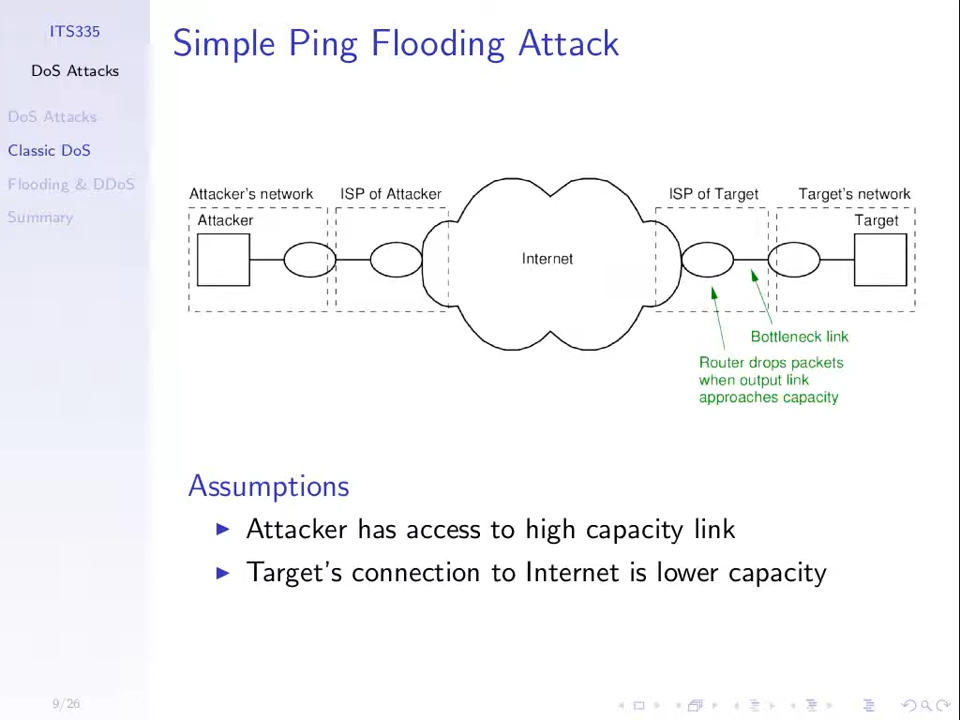 ITS335
DoS Attacks
DoS Attacks
Classic DoS
Flooding & DDoS
Summary
Simple Ping Flooding Attack
Attacker's network
ISP of Attacker
ISP of Target
Target's network
Attacker
Target
Internet
Bottleneck link
Router drops packets
when output link
approaches capacity
Assumptions
Attacker has access to high capacity link
Target's connection to Internet is lower capacity
9/26